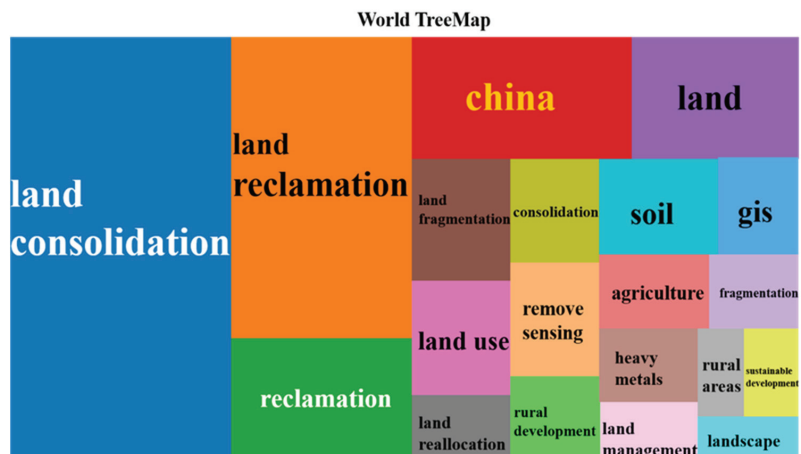 World TreeMap
land
consolidation
land
reclamation
reclamation
china
land
land
fragmentation
consolidation
soil
gis
land use
remove
sensing
agriculture
fragmentation
heavy
metals
rural
areas
sustainable
development
land
reallocation
rural
development
land
management
landscape